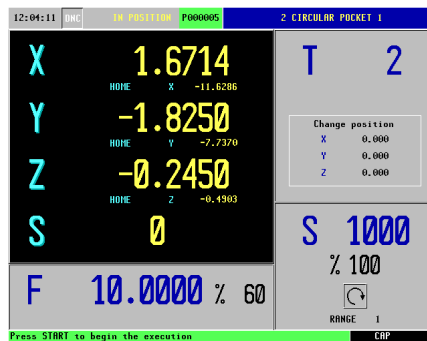 12:04:11 DNC IN POSITION P000005 2 CIRCULAR POCKET 1
X 1.6714
HOME X -11.6286
Y -1.8250
HOME Y -7.7370
Z -0.2450
HOME Z -0.4903
S 0
F 10.0000 % 60
T 2
Change position
X 0.000
Y 0.000
Z 0.000
S 1000
% 100
RANGE 1
Press START to begin the execution CAP